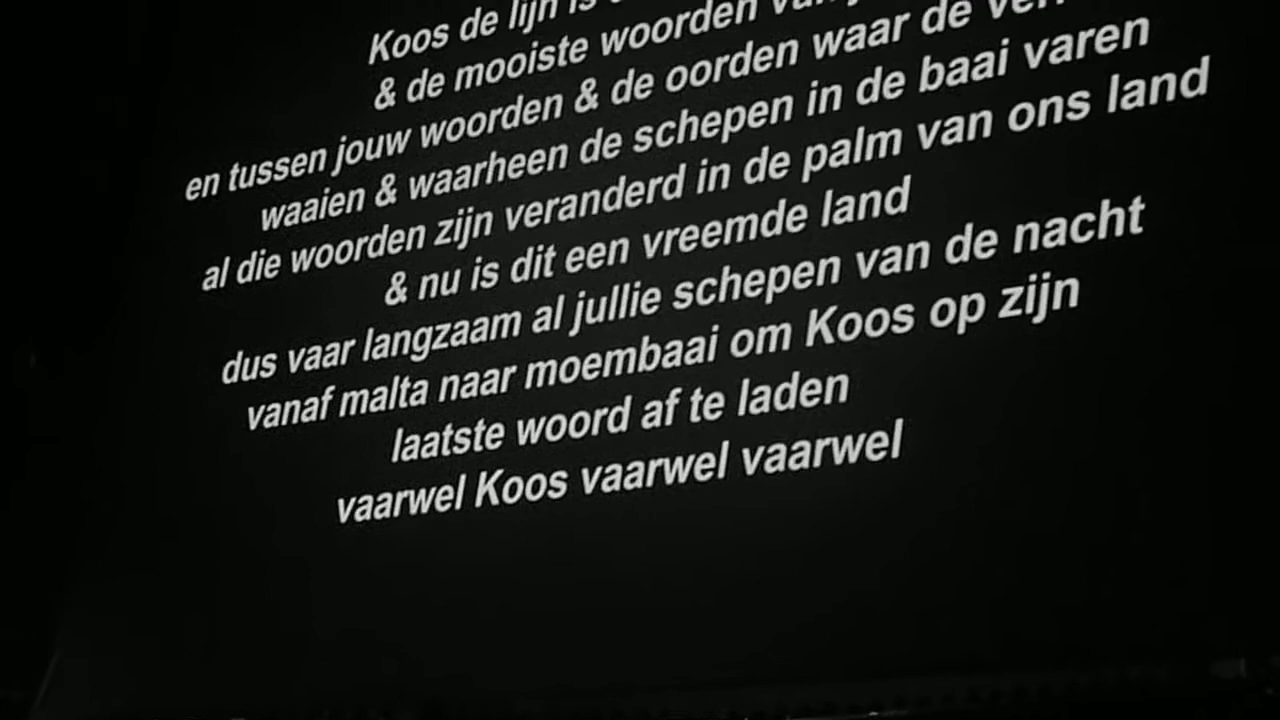 Koos de lijn is
& de mooiste woorden van
en tussen jouw woorden & de oorden waar de
waaien & waarheen de schepen in de baai varen
al die woorden zijn veranderd in de palm van ons land
& nu is dit een vreemde land
dus vaar langzaam al jullie schepen van de nacht
vanaf malta naar moembaai om Koos op zijn
laatste woord af te laden
vaarwel Koos vaarwel vaarwel